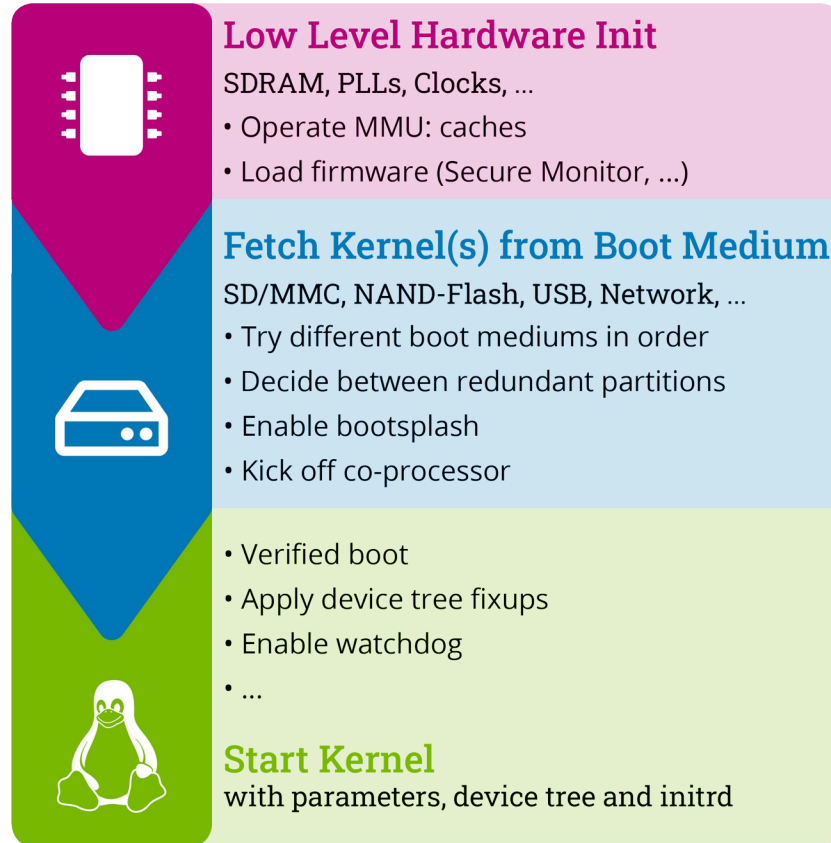 Low Level Hardware Init
SDRAM, PLLs, Clocks, ...
• Operate MMU: caches
• Load firmware (Secure Monitor, ...)
Fetch Kernel(s) from Boot Medium
SD/MMC, NAND-Flash, USB, Network, ...
• Try different boot mediums in order
• Decide between redundant partitions
• Enable bootsplash
• Kick off co-processor
• Verified boot
• Apply device tree fixups
• Enable watchdog
• ...
Start Kernel
with parameters, device tree and initrd